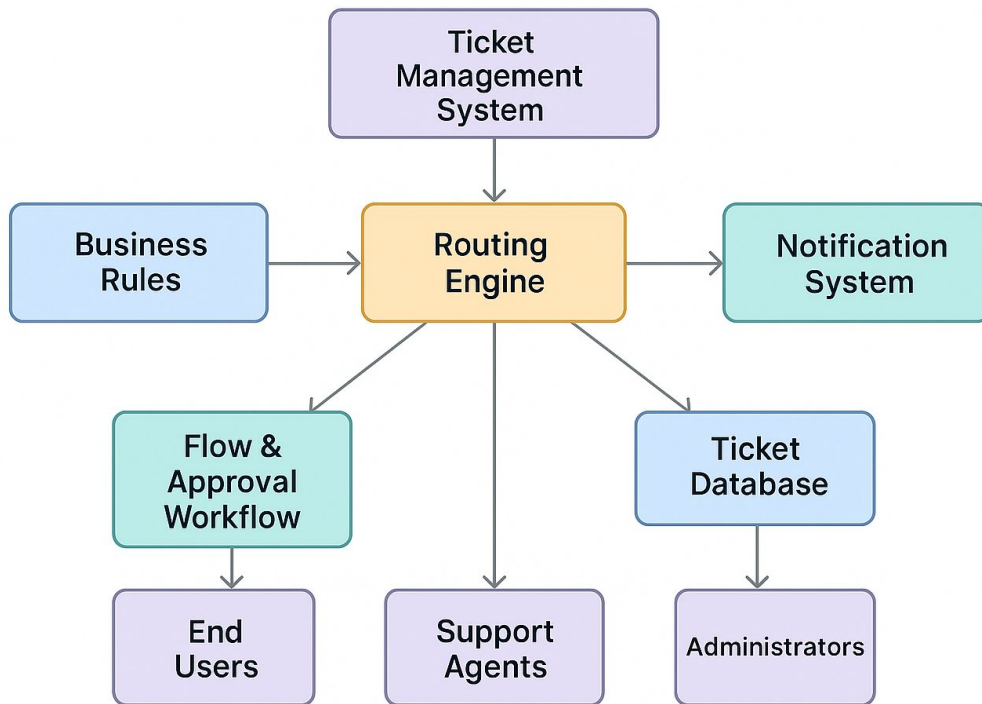 Ticket
Management
System
Business
Rules
Routing
Engine
Notification
System
Flow &
Approval
Workflow
Ticket
Database
End
Users
Support
Agents
Administrators